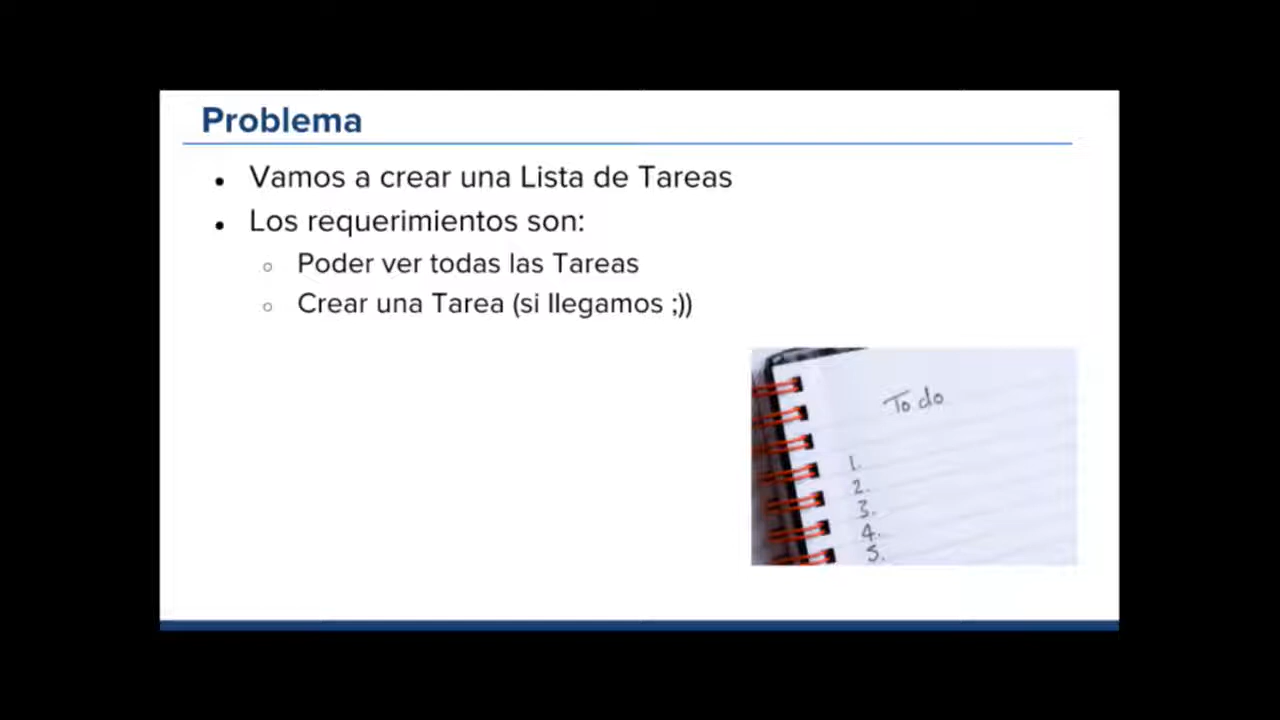 Problema
• Vamos a crear una Lista de Tareas
• Los requerimientos son:
○ Poder ver todas las Tareas
○ Crear una Tarea (si llegamos ;))
To do
1.
2.
3.
4.
5.